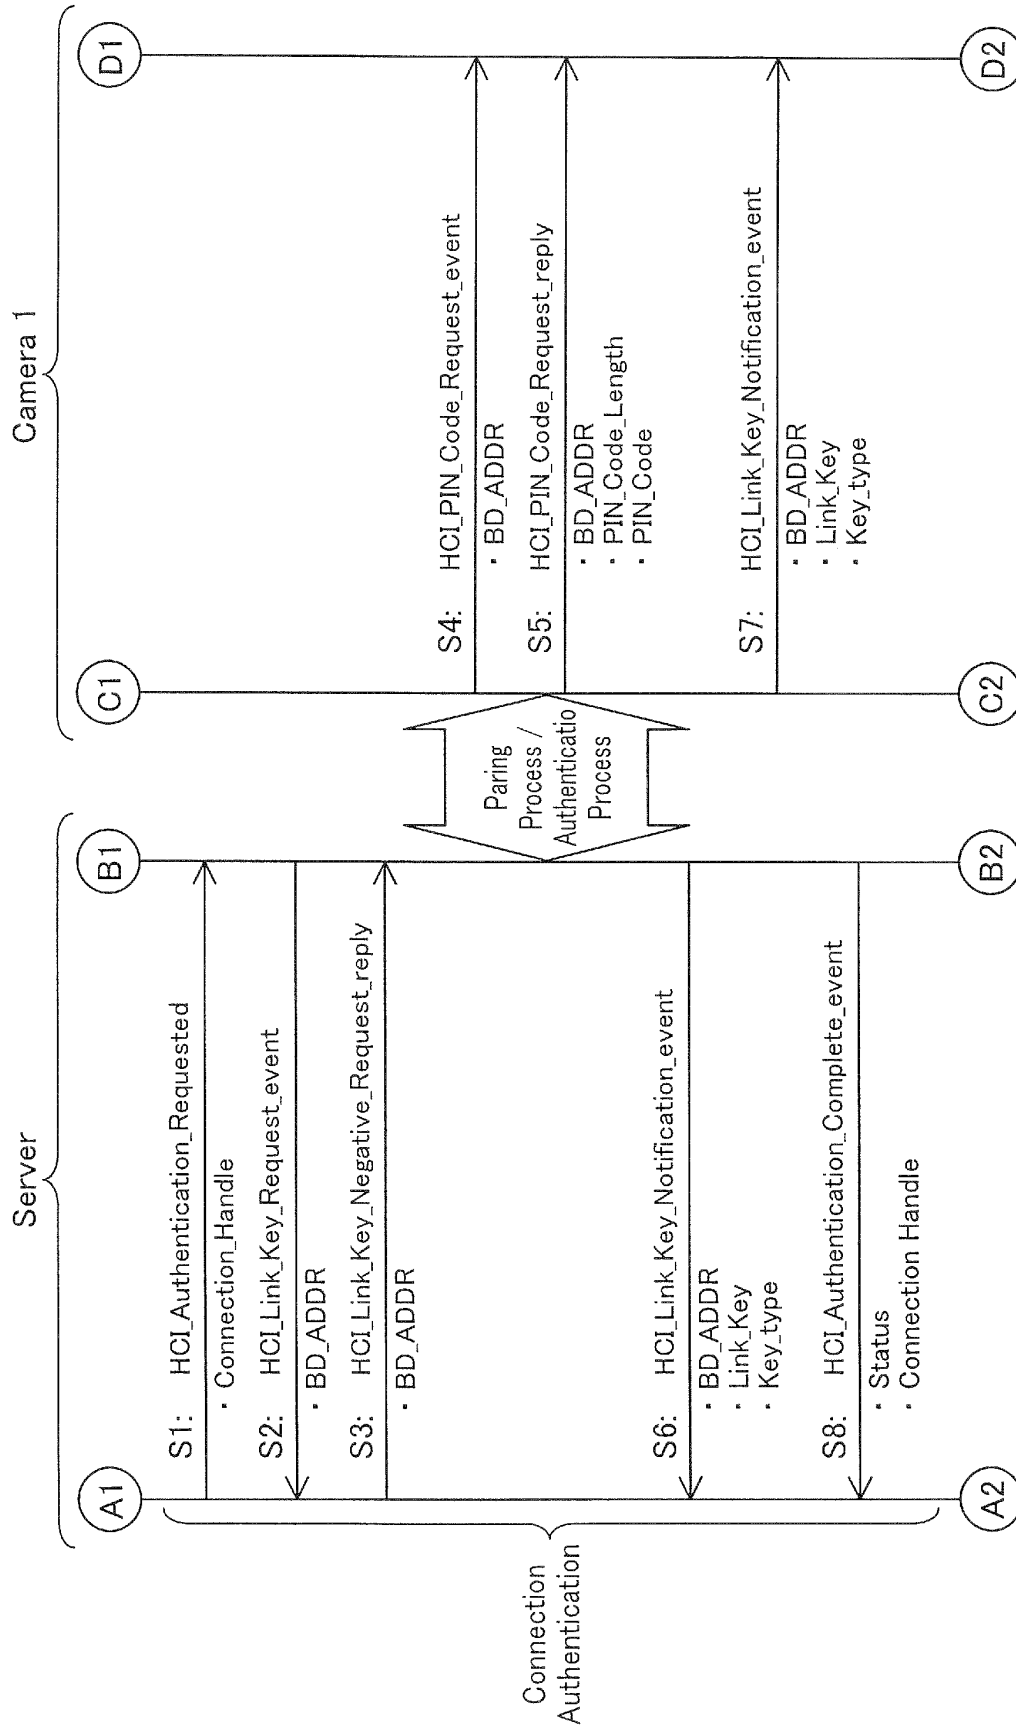 Server
Camera 1
A1
B1
C1
D1
S1: HCI_Authentication_Requested
・ Connection_Handle
S2: HCI_Link_Key_Request_event
・ BD_ADDR
S3: HCI_Link_Key_Negative_Request_reply
・ BD_ADDR
S4: HCI_PIN_Code_Request_event
・ BD_ADDR
Paring
Process /
Authenticatio
Process
S5: HCI_PIN_Code_Request_reply
・ BD_ADDR
・ PIN_Code_Length
・ PIN_Code
Connection
Authentication
S6: HCI_Link_Key_Notification_event
・ BD_ADDR
・ Link_Key
・ Key_type
S7: HCI_Link_Key_Notification_event
・ BD_ADDR
・ Link_Key
・ Key_type
S8: HCI_Authentication_Complete_event
・ Status
・ Connection Handle
A2
B2
C2
D2